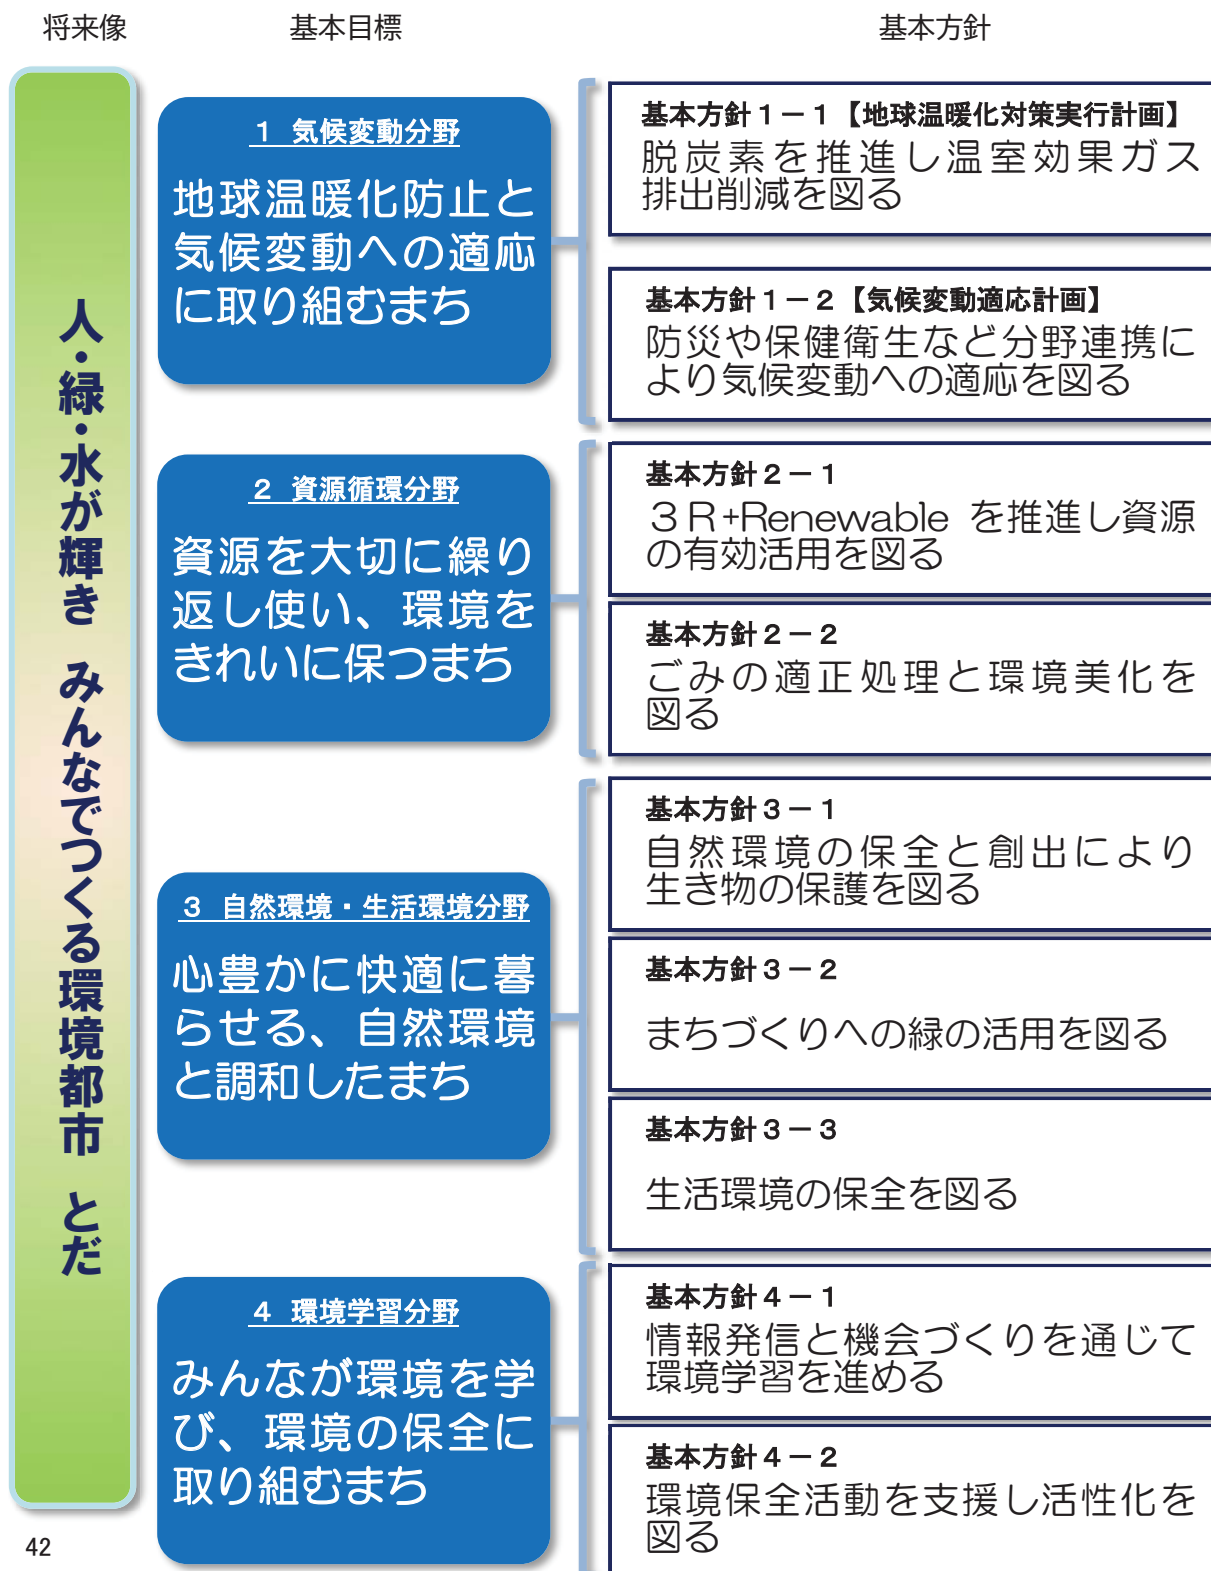 将来像
基本目標
基本方針
人・緑・水が輝き　みんなでつくる環境都市　とだ
1　気候変動分野
地球温暖化防止と
気候変動への適応
に取り組むまち
基本方針１－１【地球温暖化対策実行計画】
脱炭素を推進し温室効果ガス
排出削減を図る
基本方針１－２【気候変動適応計画】
防災や保健衛生など分野連携に
より気候変動への適応を図る
2　資源循環分野
資源を大切に繰り
返し使い、環境を
きれいに保つまち
基本方針２－１
３Ｒ+Renewable を推進し資源
の有効活用を図る
基本方針２－２
ごみの適正処理と環境美化を
図る
3　自然環境・生活環境分野
心豊かに快適に暮
らせる、自然環境
と調和したまち
基本方針３－１
自然環境の保全と創出により
生き物の保護を図る
基本方針３－２
まちづくりへの緑の活用を図る
基本方針３－３
生活環境の保全を図る
4　環境学習分野
みんなが環境を学
び、環境の保全に
取り組むまち
基本方針４－１
情報発信と機会づくりを通じて
環境学習を進める
基本方針４－２
環境保全活動を支援し活性化を
図る
42